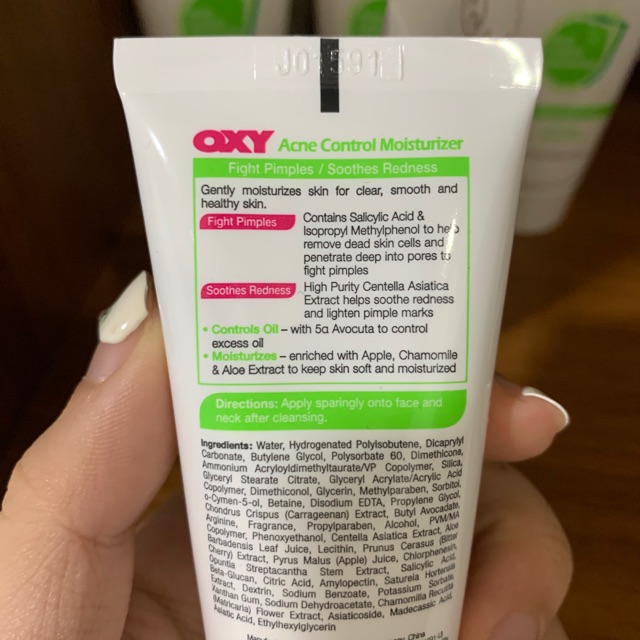 J01591
OXY Acne Control Moisturizer
Fight Pimples / Soothes Redness
Gently moisturizes skin for clear, smooth and
healthy skin.
Fight Pimples Contains Salicylic Acid &
Isopropyl Methylphenol to help
remove dead skin cells and
penetrate deep into pores to
fight pimples
Soothes Redness High Purity Centella Asiatica
Extract helps soothe redness
and lighten pimple marks
• Controls Oil – with 5α Avocuta to control
excess oil
• Moisturizes – enriched with Apple, Chamomile
& Aloe Extract to keep skin soft and moisturized
Directions: Apply sparingly onto face and
neck after cleansing.
Ingredients: Water, Hydrogenated Polyisobutene, Dicaprylyl
Carbonate, Butylene Glycol, Polysorbate 60, Dimethicone,
Ammonium Acryloyldimethyltaurate/VP Copolymer, Silica,
Glyceryl Stearate Citrate, Glyceryl Acrylate/Acrylic Acid
Copolymer, Dimethiconol, Glycerin, Methylparaben, Sorbitol,
o-Cymen-5-ol, Betaine, Disodium EDTA, Propylene Glycol,
Chondrus Crispus (Carrageenan) Extract, Butyl Avocadate,
Arginine, Fragrance, Propylparaben, Alcohol, PVM/MA
Copolymer, Phenoxyethanol, Centella Asiatica Extract, Aloe
Barbadensis Leaf Juice, Lecithin, Prunus Cerasus (Bitter
Cherry) Extract, Pyrus Malus (Apple) Juice, Chlorphenesin,
Opuntia Streptacantha Stem Extract, Salicylic Acid,
Beta-Glucan, Citric Acid, Amylopectin, Satureia Hortensis
Extract, Dextrin, Sodium Benzoate, Potassium Sorbate,
Xanthan Gum, Sodium Dehydroacetate, Chamomilla Recutita
(Matricaria) Flower Extract, Asiaticoside, Madecassic Acid,
Asiatic Acid, Ethylhexylglycerin
China